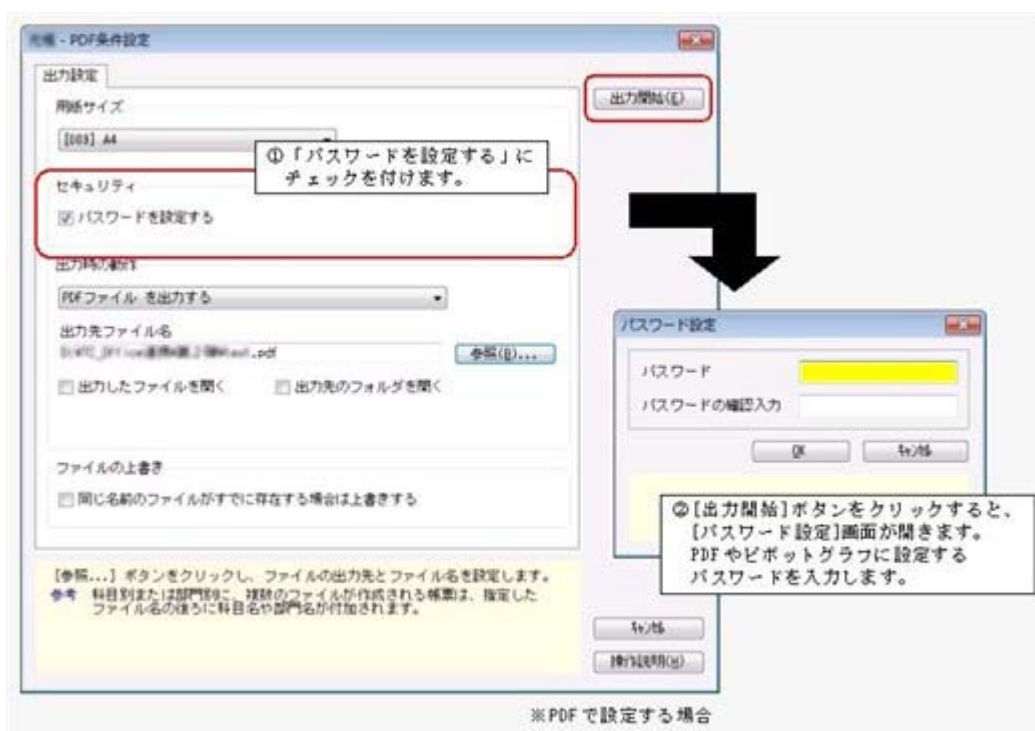 - PDF条件設定
出力設定
出力開始(E)
用紙サイズ
[009] A4
①「パスワードを設定する」に
チェックを付けます。
セキュリティ
パスワードを設定する
出力時の動作
PDFファイル を出力する
出力先ファイル名
.pdf
参照(B)...
出力したファイルを開く
出力先のフォルダを開く
ファイルの上書き
同じ名前のファイルがすでに存在する場合は上書きする
[参照...] ボタンをクリックし、ファイルの出力先とファイル名を設定します。
参考 科目別または部門別に、複数のファイルが作成される帳票は、指定した
ファイル名の後ろに科目名や部門名が付加されます。
キャンセル
操作説明(H)
パスワード設定
パスワード
パスワードの確認入力
OK
キャンセル
②[出力開始]ボタンをクリックすると、
[パスワード設定]画面が開きます。
PDFやピボットグラフに設定する
パスワードを入力します。
※PDFで設定する場合